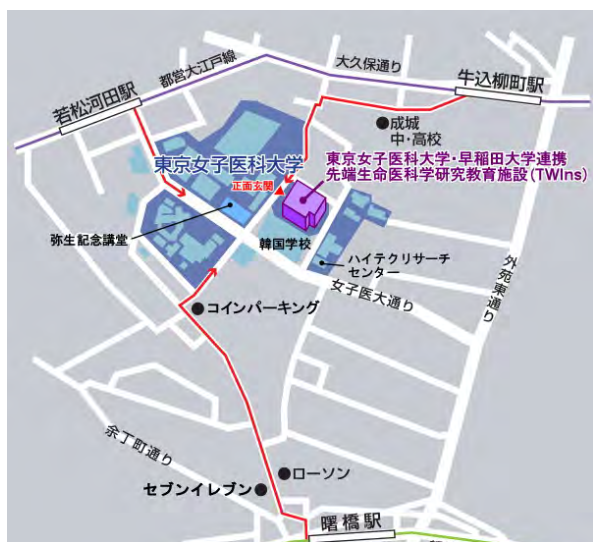 大久保通り
都営大江戸線
牛込柳町駅
若松河田駅
成城
中・高校
東京女子医科大学・早稲田大学連携
先端生命医科学研究教育施設(TWIns)
東京女子医科大学
正面玄関
弥生記念講堂
韓国学校
ハイテクリサーチ
センター
女子医大通り
外苑東通り
コインパーキング
余丁町通り
ローソン
セブンイレブン
曙橋駅